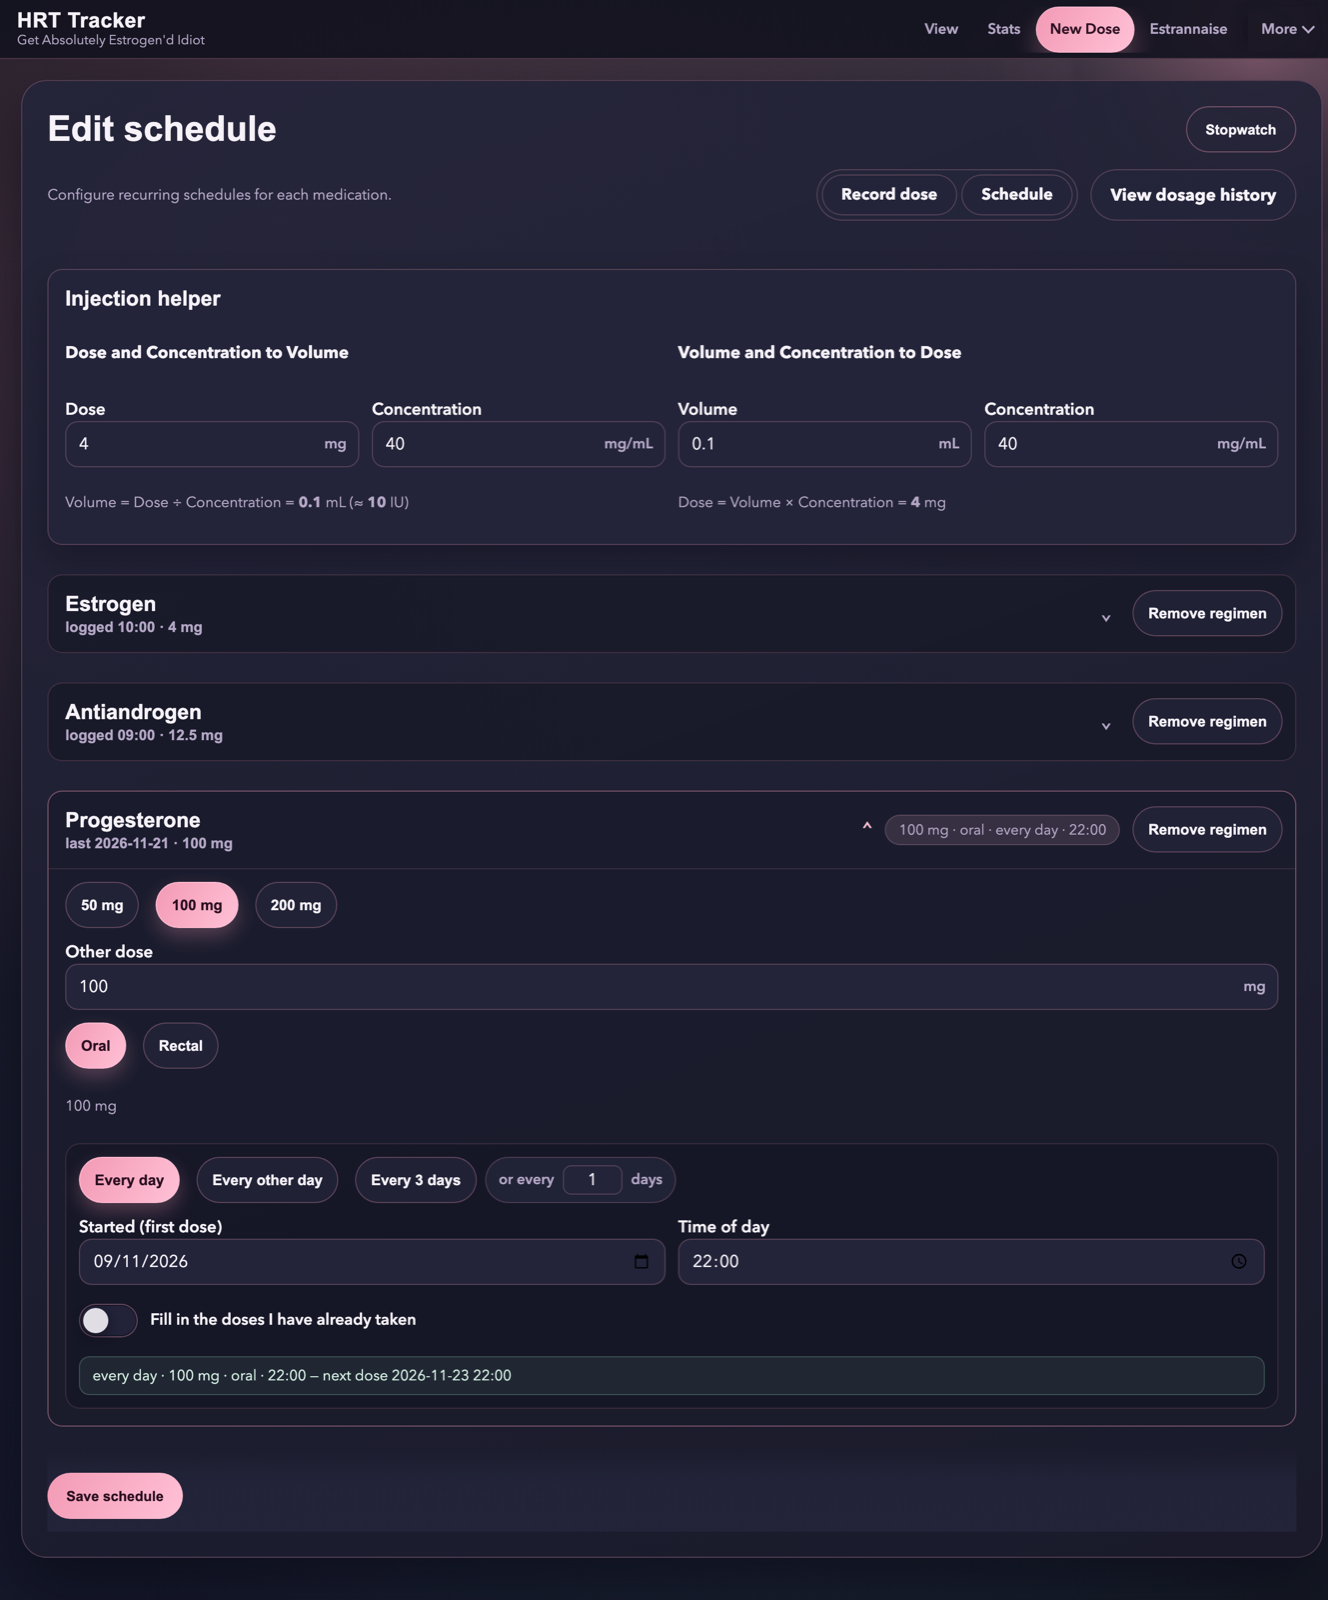 HRT Tracker
Get Absolutely Estrogen'd Idiot
View
Stats
New Dose
Estrannaise
More
Edit schedule
Stopwatch
Configure recurring schedules for each medication.
Record dose
Schedule
View dosage history
Injection helper
Dose and Concentration to Volume
Volume and Concentration to Dose
Dose
Concentration
Volume
Concentration
4 mg
40 mg/mL
0.1 mL
40 mg/mL
Volume = Dose ÷ Concentration = 0.1 mL (≈ 10 IU)
Dose = Volume × Concentration = 4 mg
Estrogen
logged 10:00 · 4 mg
Remove regimen
Antiandrogen
logged 09:00 · 12.5 mg
Remove regimen
Progesterone
last 2026-11-21 · 100 mg
100 mg · oral · every day · 22:00
Remove regimen
50 mg
100 mg
200 mg
Other dose
100 mg
Oral
Rectal
100 mg
Every day
Every other day
Every 3 days
or every 1 days
Started (first dose)
Time of day
09/11/2026
22:00
Fill in the doses I have already taken
every day · 100 mg · oral · 22:00 — next dose 2026-11-23 22:00
Save schedule